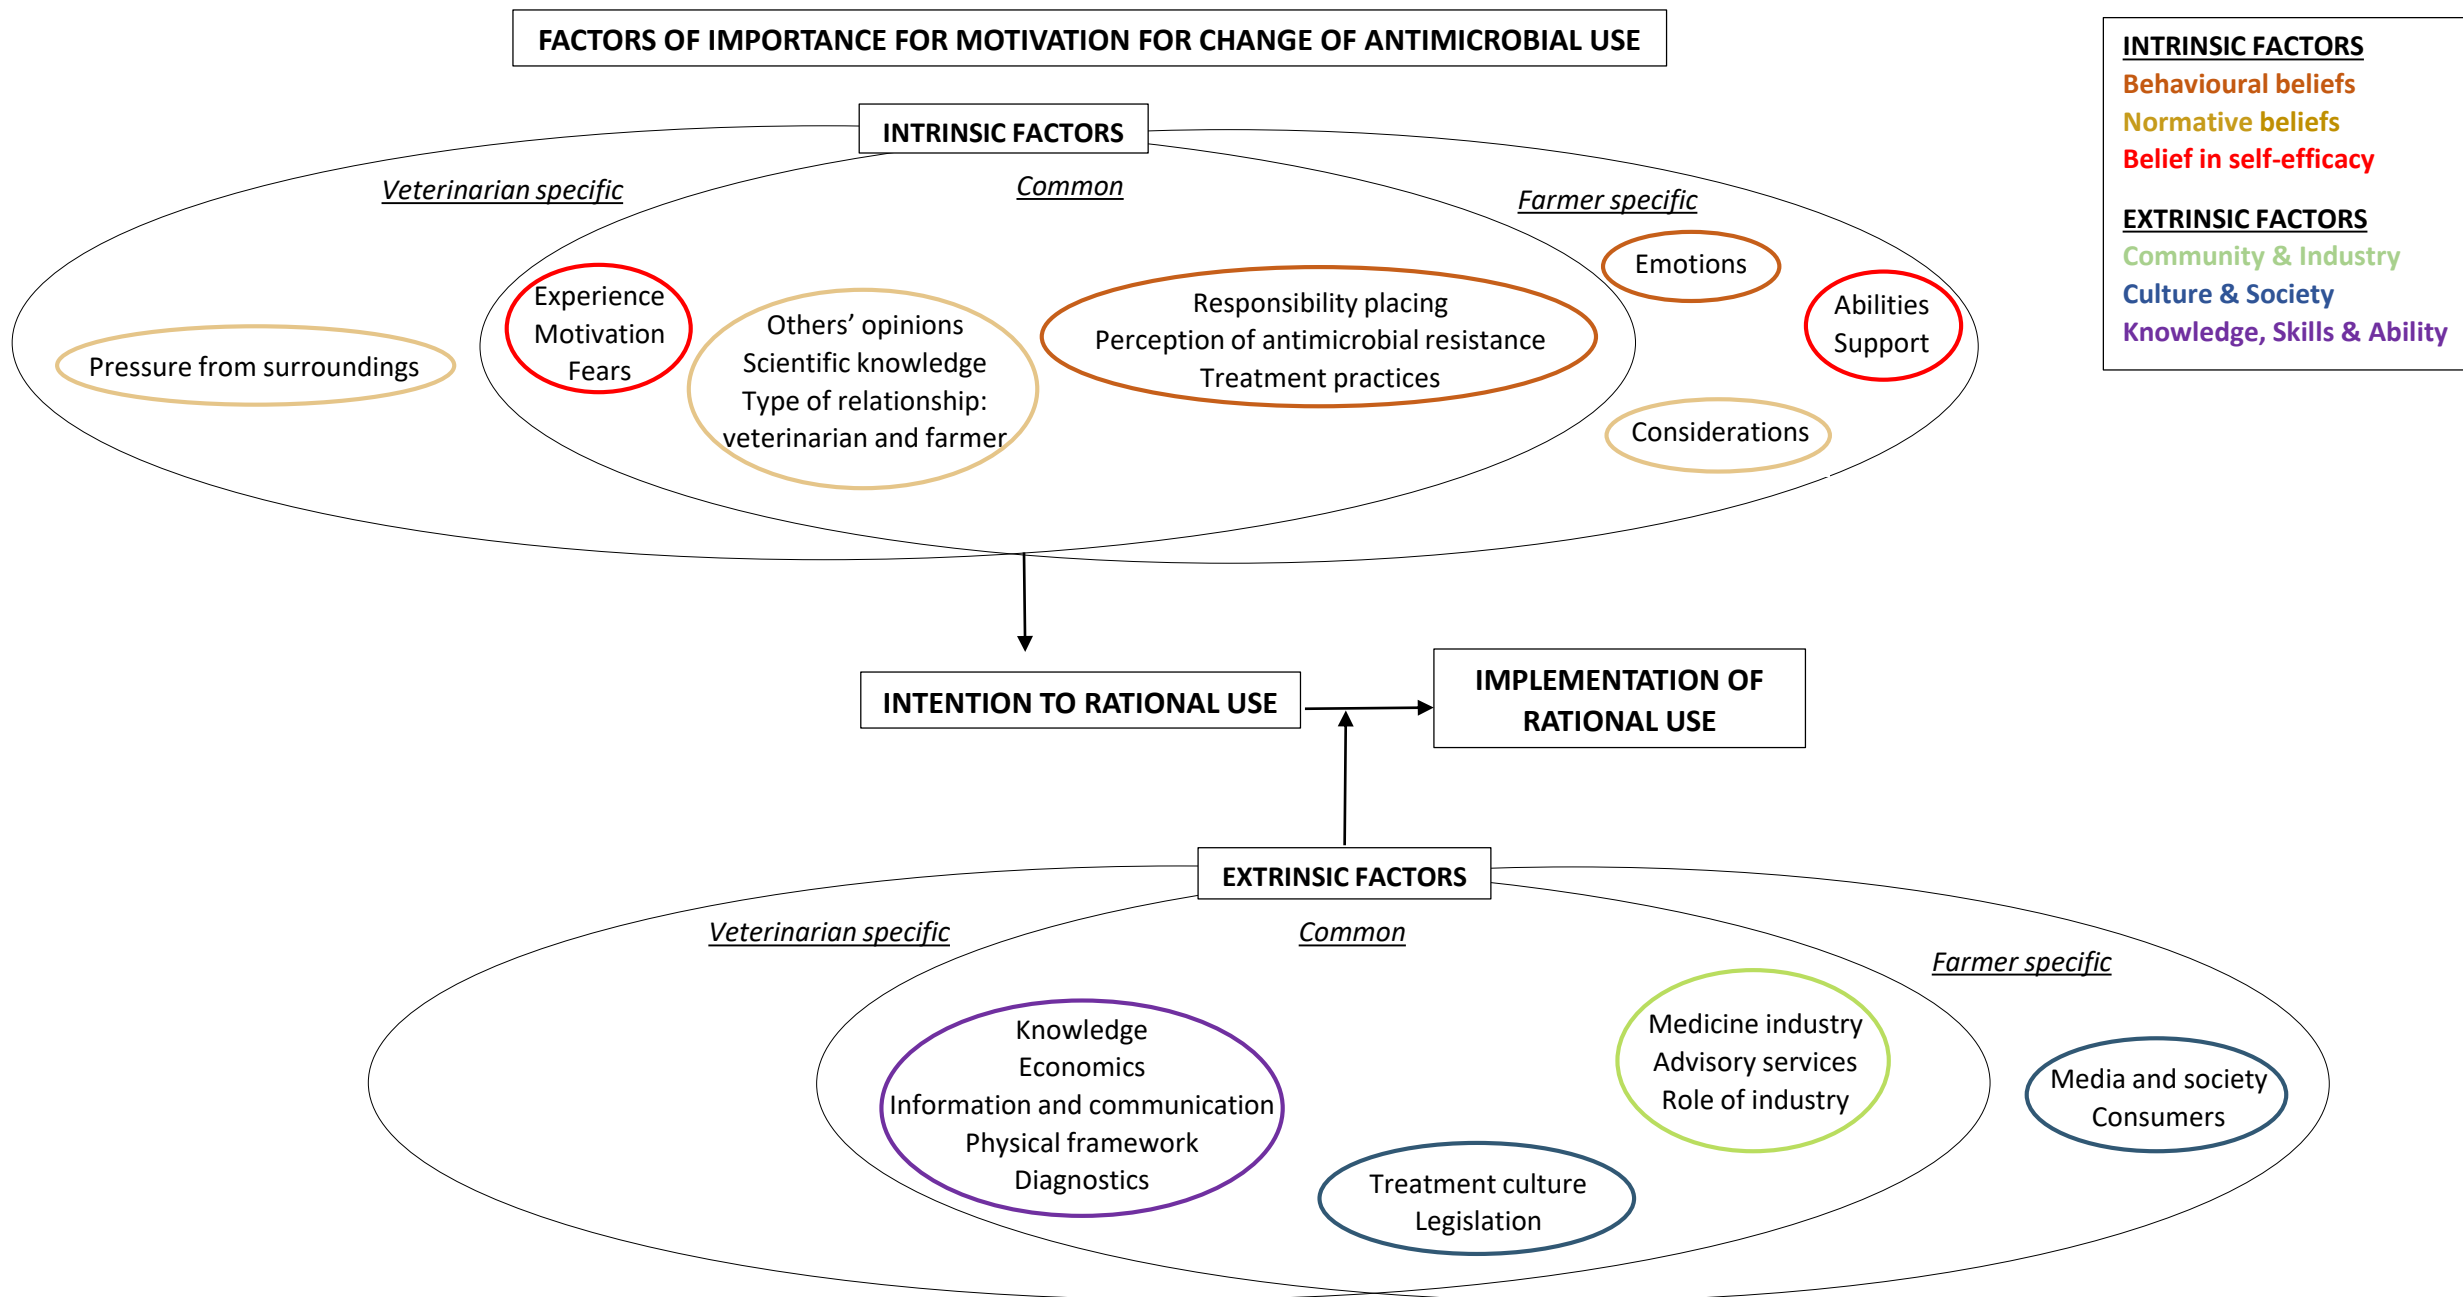 FACTORS OF IMPORTANCE FOR MOTIVATION FOR CHANGE OF ANTIMICROBIAL USE
INTRINSIC FACTORS
Behavioural beliefs
Normative beliefs
Belief in self-efficacy
EXTRINSIC FACTORS
Community & Industry
Culture & Society
Knowledge, Skills & Ability
INTRINSIC FACTORS
Veterinarian specific
Common
Farmer specific
Pressure from surroundings
Experience
Motivation
Fears
Others’ opinions
Scientific knowledge
Type of relationship:
veterinarian and farmer
Responsibility placing
Perception of antimicrobial resistance
Treatment practices
Emotions
Abilities
Support
Considerations
INTENTION TO RATIONAL USE
IMPLEMENTATION OF
RATIONAL USE
EXTRINSIC FACTORS
Veterinarian specific
Common
Farmer specific
Knowledge
Economics
Information and communication
Physical framework
Diagnostics
Treatment culture
Legislation
Medicine industry
Advisory services
Role of industry
Media and society
Consumers